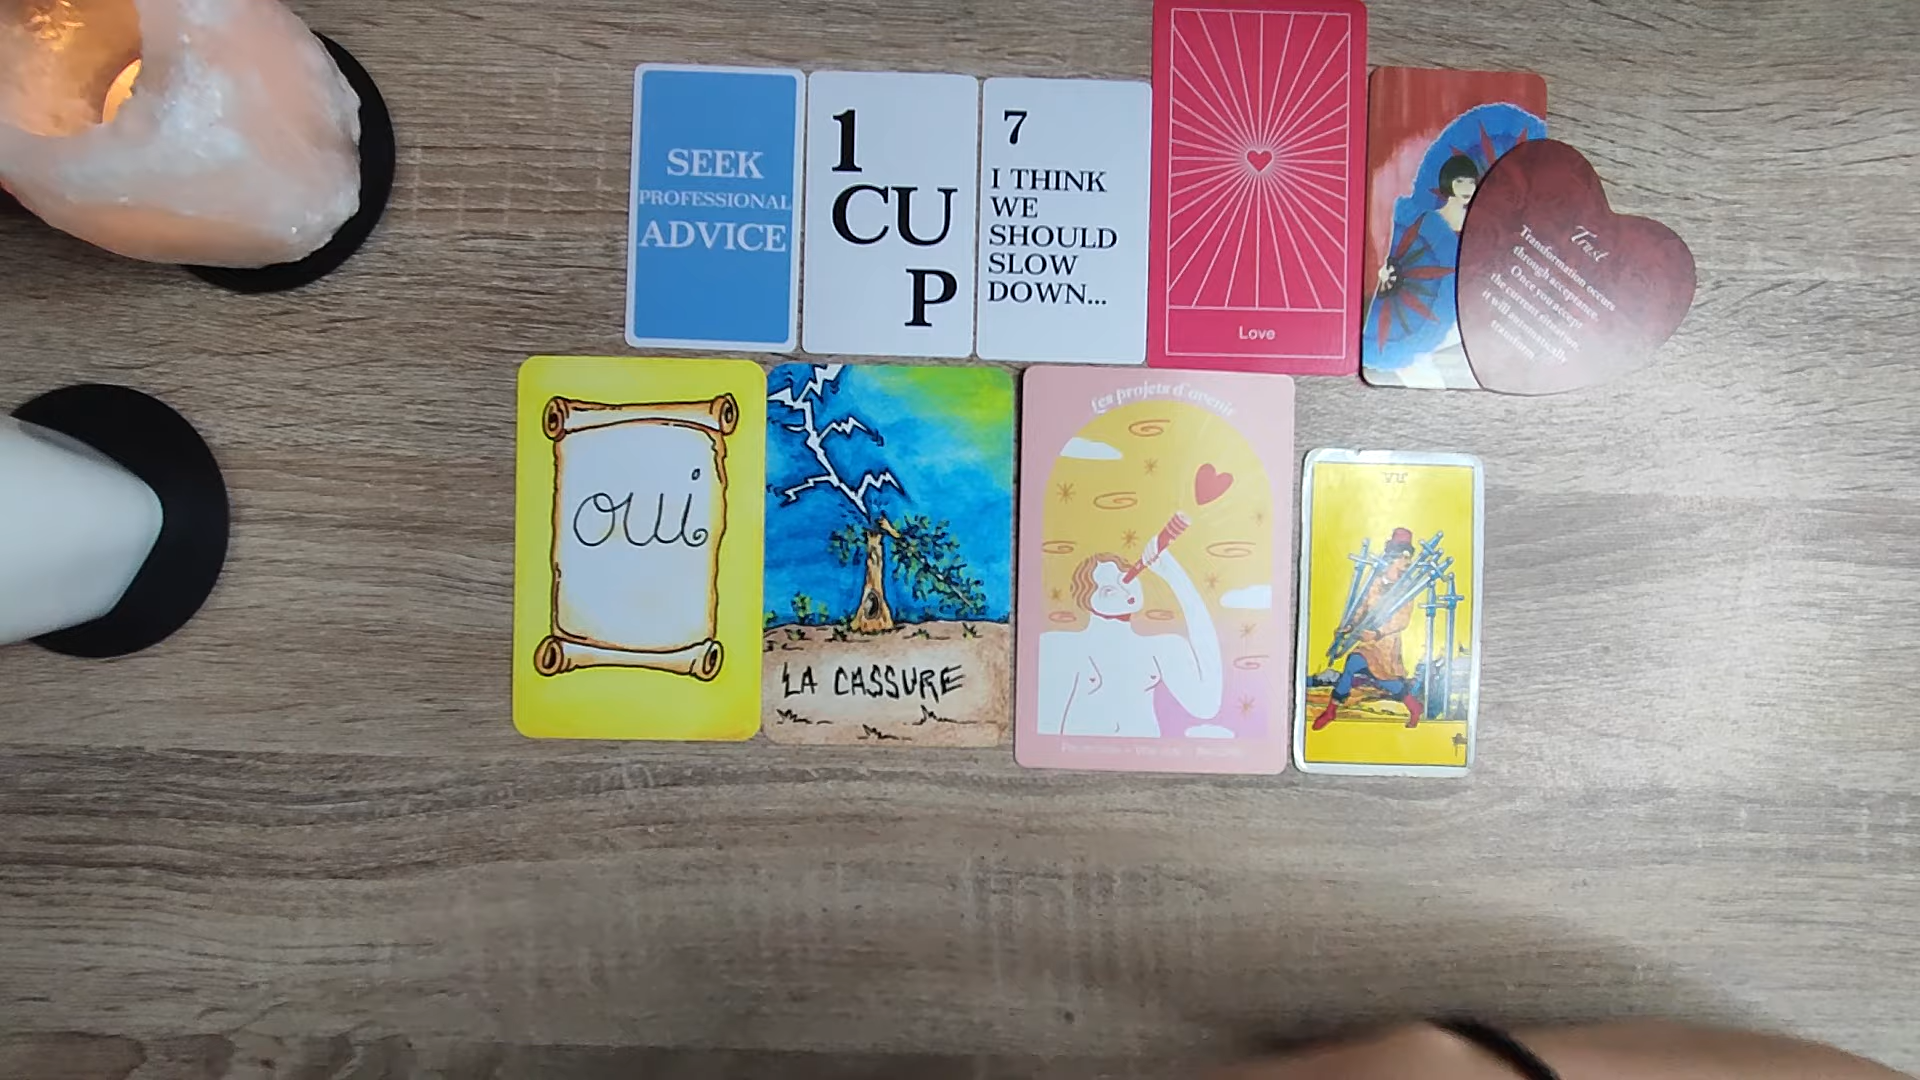 SEEK
PROFESSIONAL
ADVICE
1
CU
P
7
I THINK
WE
SHOULD
SLOW
DOWN...
Love
Trust
Transformation occurs
through acceptance.
Once you accept
the current situation,
it will automatically
transform
oui
LA CASSURE
Les projets d'avenir
VII